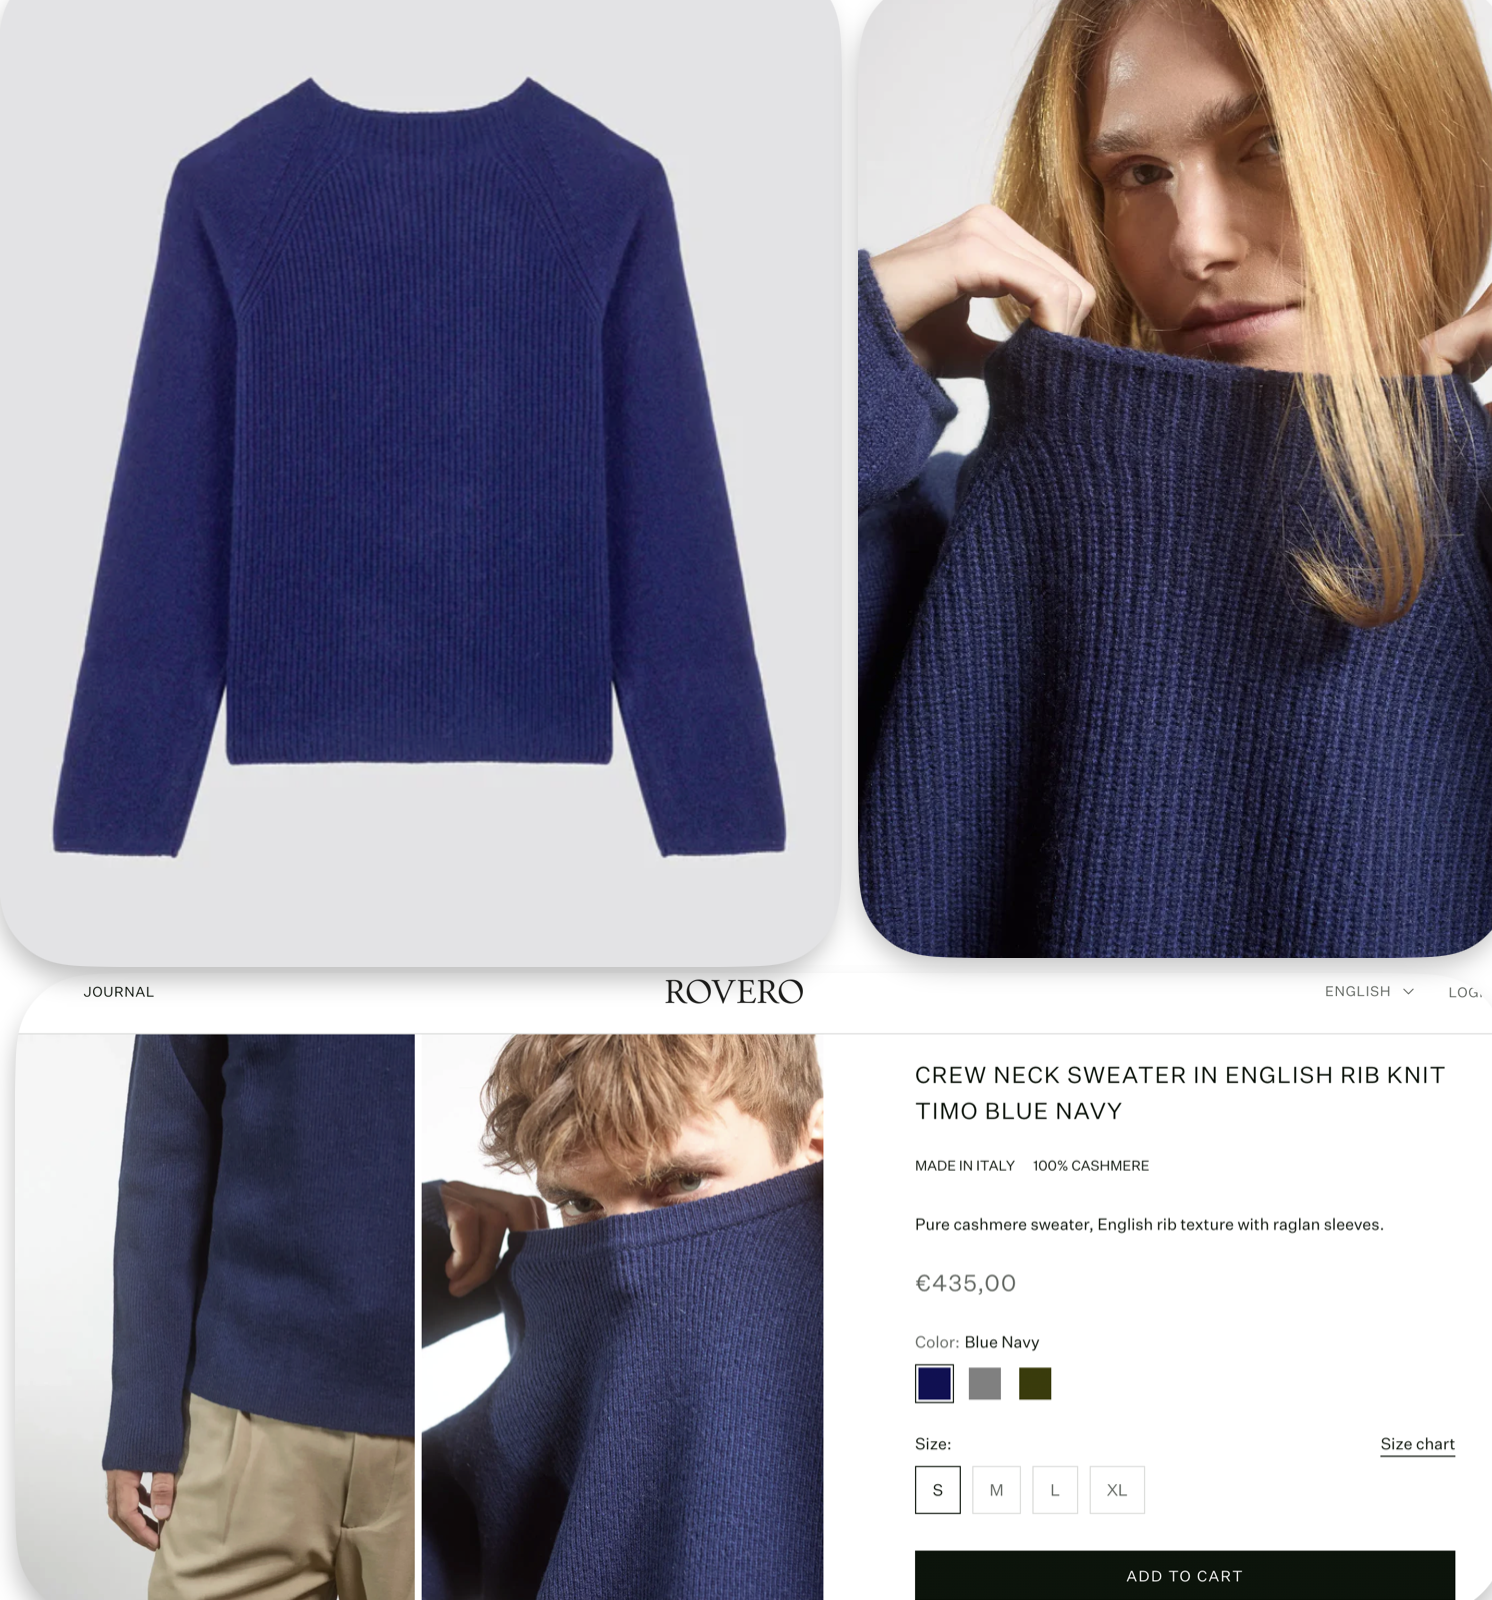 JOURNAL
ROVERO
ENGLISH
CREW NECK SWEATER IN ENGLISH RIB KNIT
TIMO BLUE NAVY
MADE IN ITALY 100% CASHMERE
Pure cashmere sweater, English rib texture with raglan sleeves.
€435,00
Color: Blue Navy
Size:
Size chart
S M L XL
ADD TO CART